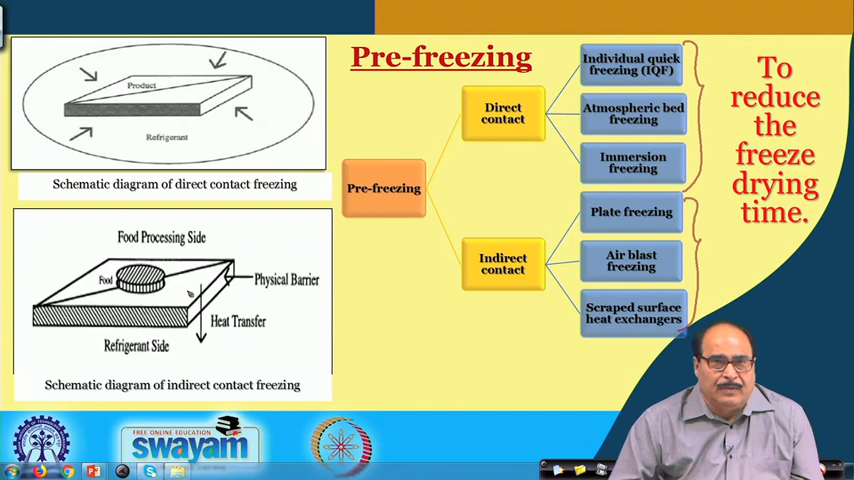 Pre-freezing
Product
Refrigerant
Schematic diagram of direct contact freezing
Food Processing Side
Food
Physical Barrier
Heat Transfer
Refrigerant Side
Schematic diagram of indirect contact freezing
Pre-freezing
Direct
contact
Individual quick
freezing (IQF)
Atmospheric bed
freezing
Immersion
freezing
Indirect
contact
Plate freezing
Air blast
freezing
Scraped surface
heat exchangers
To
reduce
the
freeze
drying
time.
FREE ONLINE EDUCATION
swayam